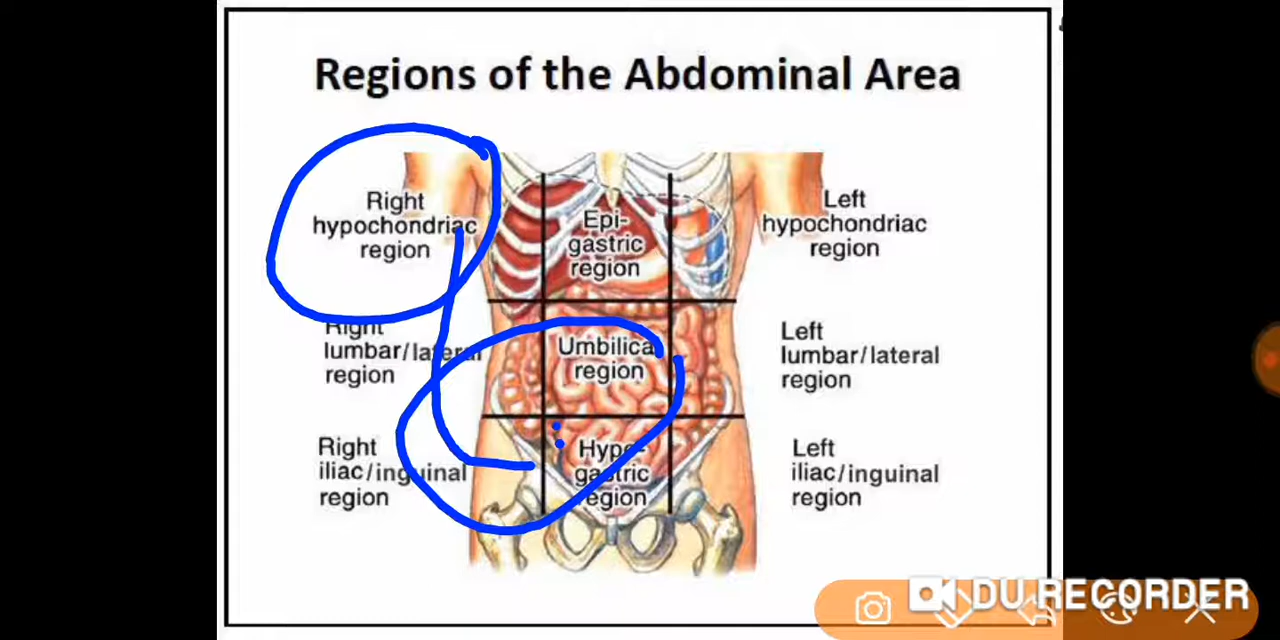 Regions of the Abdominal Area
Right
hypochondriac
region
Epi-
gastric
region
Left
hypochondriac
region
Right
lumbar/lateral
region
Umbilical
region
Left
lumbar/lateral
region
Right
iliac/inguinal
region
Hypo-
gastric
region
Left
iliac/inguinal
region
DU RECORDER